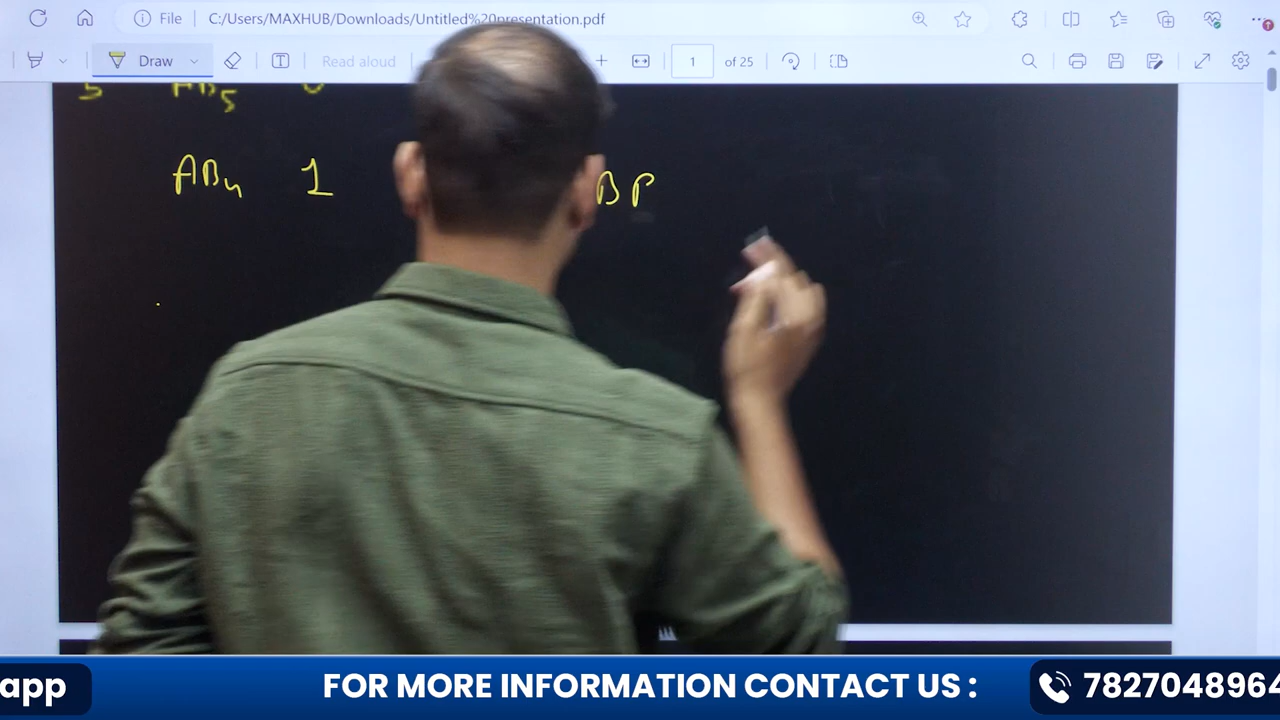 File C:/Users/MAXHUB/Downloads/Untitled%20presentation.pdf
Draw Read aloud 1 of 25
5 AB5
AB4 1 BP
app FOR MORE INFORMATION CONTACT US : 7827048964